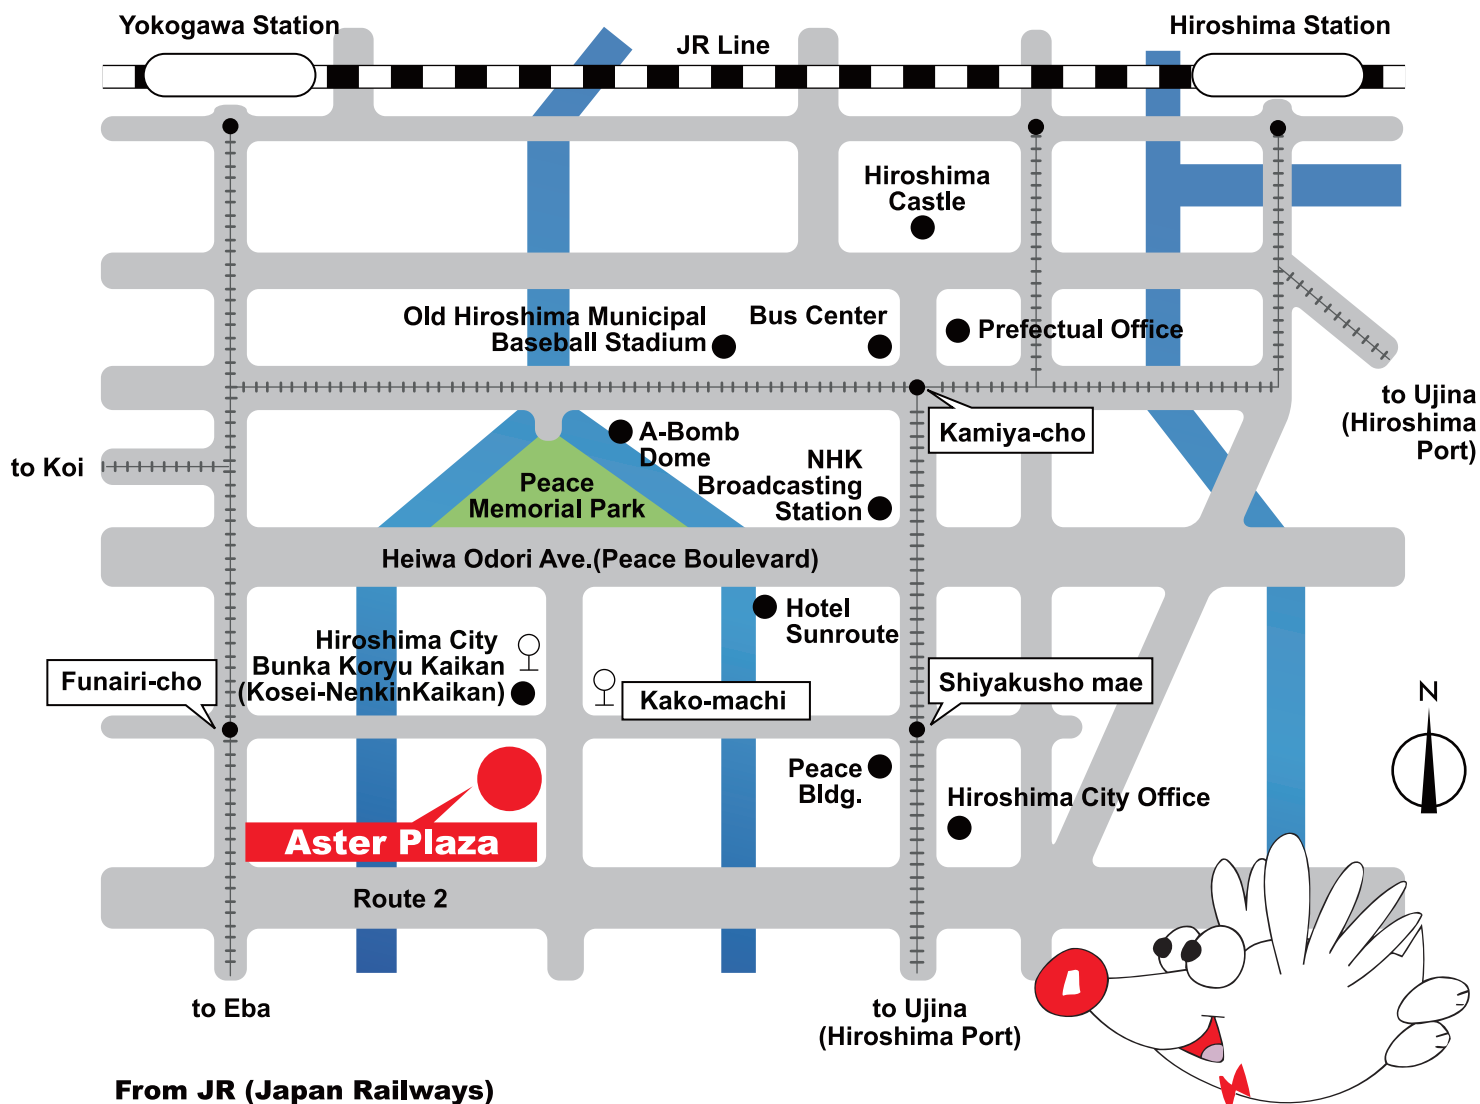 Yokogawa Station
Hiroshima Station
JR Line
Hiroshima
Castle
Old Hiroshima Municipal
Baseball Stadium
Bus Center
Prefectual Office
to Ujina
(Hiroshima
Port)
Kamiya-cho
A-Bomb
Dome
to Koi
NHK
Broadcasting
Station
Peace
Memorial Park
Heiwa Odori Ave.(Peace Boulevard)
Hotel
Sunroute
Hiroshima City
Bunka Koryu Kaikan
(Kosei-NenkinKaikan)
Funairi-cho
Kako-machi
Shiyakusho mae
N
Peace
Bldg.
Hiroshima City Office
Aster Plaza
Route 2
to Eba
to Ujina
(Hiroshima Port)
From JR (Japan Railways)